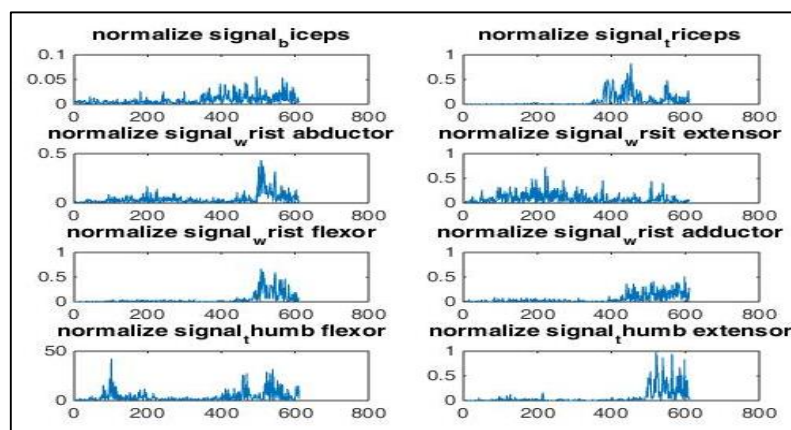 normalize signal_biceps
0.1
0.05
0
0 200 400 600 800
normalize signal_triceps
1
0.5
0
0 200 400 600 800
normalize signal_wrist abductor
0.5
0
0 200 400 600 800
normalize signal_wrsit extensor
1
0.5
0
0 200 400 600 800
normalize signal_wrist flexor
1
0.5
0
0 200 400 600 800
normalize signal_wrist adductor
1
0.5
0
0 200 400 600 800
normalize signal_thumb flexor
50
0
0 200 400 600 800
normalize signal_thumb extensor
1
0.5
0
0 200 400 600 800